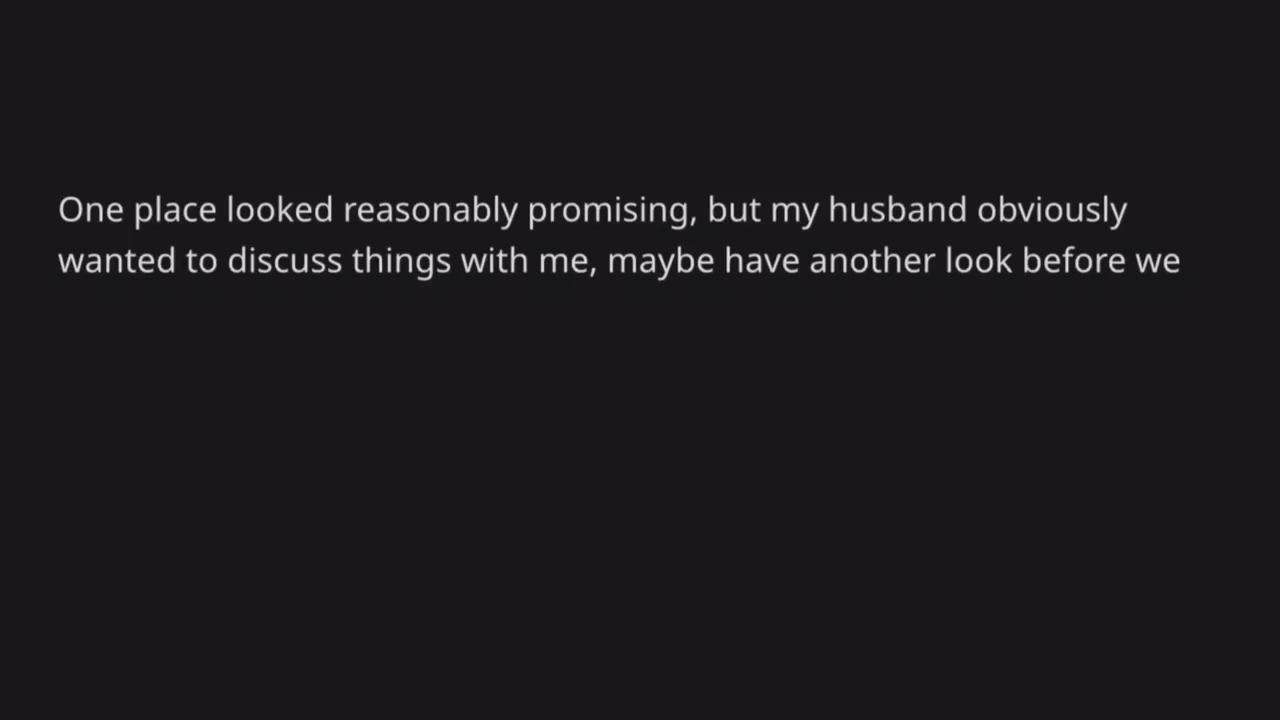 One place looked reasonably promising, but my husband obviously
wanted to discuss things with me, maybe have another look before we